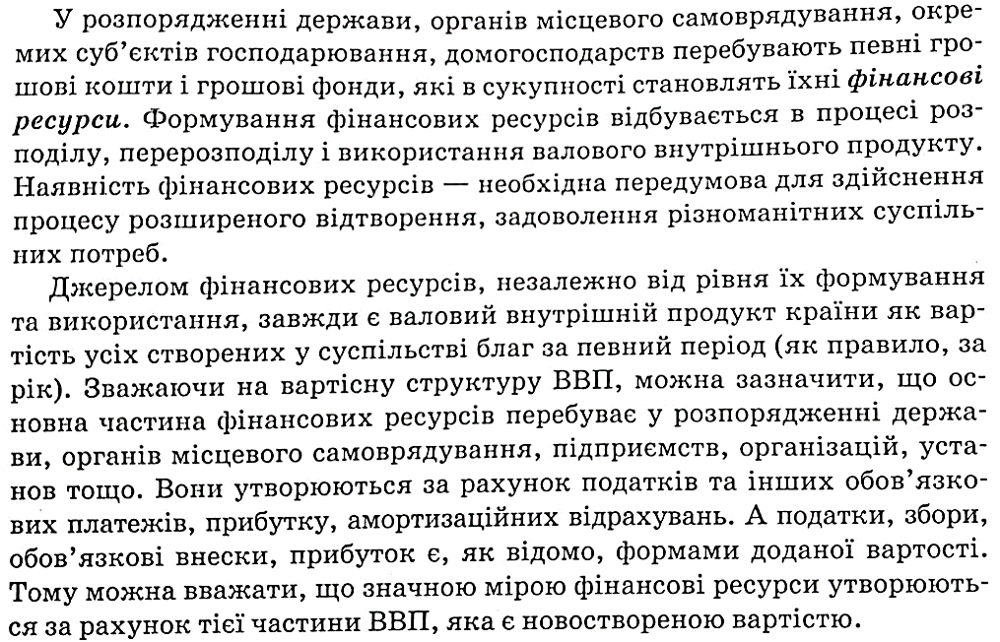 У розпорядженні держави, органів місцевого самоврядування, окре-
мих суб’єктів господарювання, домогосподарств перебувають певні гро-
шові кошти і грошові фонди, які в сукупності становлять їхні фінансові
ресурси. Формування фінансових ресурсів відбувається в процесі роз-
поділу, перерозподілу і використання валового внутрішнього продукту.
Наявність фінансових ресурсів — необхідна передумова для здійснення
процесу розширеного відтворення, задоволення різноманітних суспіль-
них потреб.
Джерелом фінансових ресурсів, незалежно від рівня їх формування
та використання, завжди є валовий внутрішній продукт країни як вар-
тість усіх створених у суспільстві благ за певний період (як правило, за
рік). Зважаючи на вартісну структуру ВВП, можна зазначити, що ос-
новна частина фінансових ресурсів перебуває у розпорядженні держа-
ви, органів місцевого самоврядування, підприємств, організацій, уста-
нов тощо. Вони утворюються за рахунок податків та інших обов’язко-
вих платежів, прибутку, амортизаційних відрахувань. А податки, збори,
обов’язкові внески, прибуток є, як відомо, формами доданої вартості.
Тому можна вважати, що значною мірою фінансові ресурси утворюють-
ся за рахунок тієї частини ВВП, яка є новоствореною вартістю.